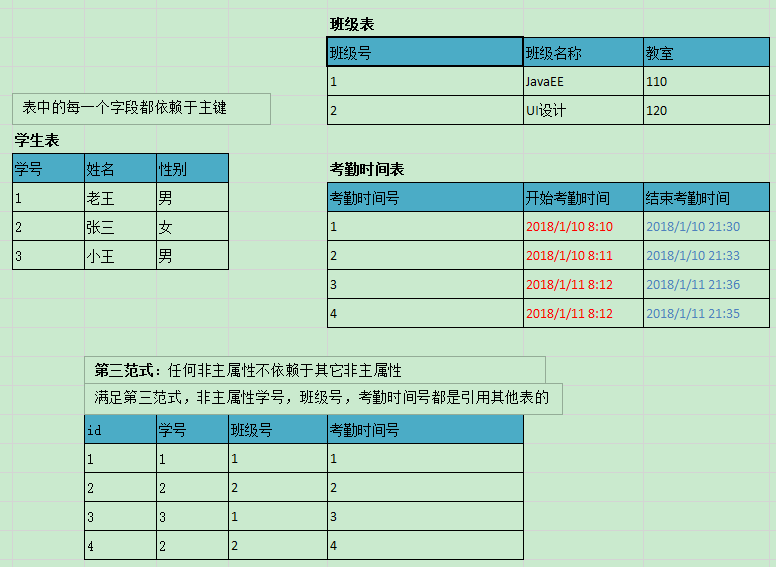 班级表
班级号 班级名称 教室
1 JavaEE 110
2 UI设计 120
表中的每一个字段都依赖于主键
学生表
学号 姓名 性别
1 老王 男
2 张三 女
3 小王 男
考勤时间表
考勤时间号 开始考勤时间 结束考勤时间
1 2018/1/10 8:10 2018/1/10 21:30
2 2018/1/10 8:11 2018/1/10 21:33
3 2018/1/11 8:12 2018/1/11 21:36
4 2018/1/11 8:12 2018/1/11 21:35
第三范式：任何非主属性不依赖于其它非主属性
满足第三范式，非主属性学号，班级号，考勤时间号都是引用其他表的
id 学号 班级号 考勤时间号
1 1 1 1
2 2 2 2
3 3 1 3
4 2 2 4